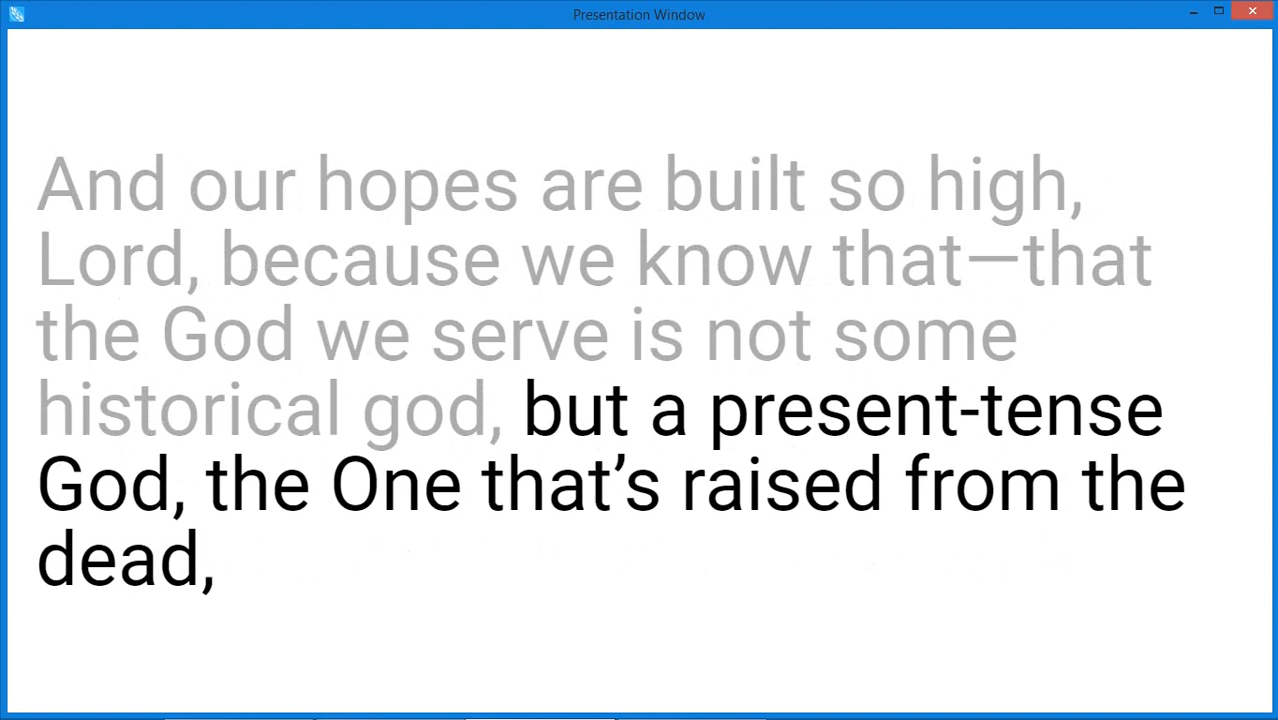 Presentation Window
And our hopes are built so high,
Lord, because we know that—that
the God we serve is not some
historical god, but a present-tense
God, the One that’s raised from the
dead,